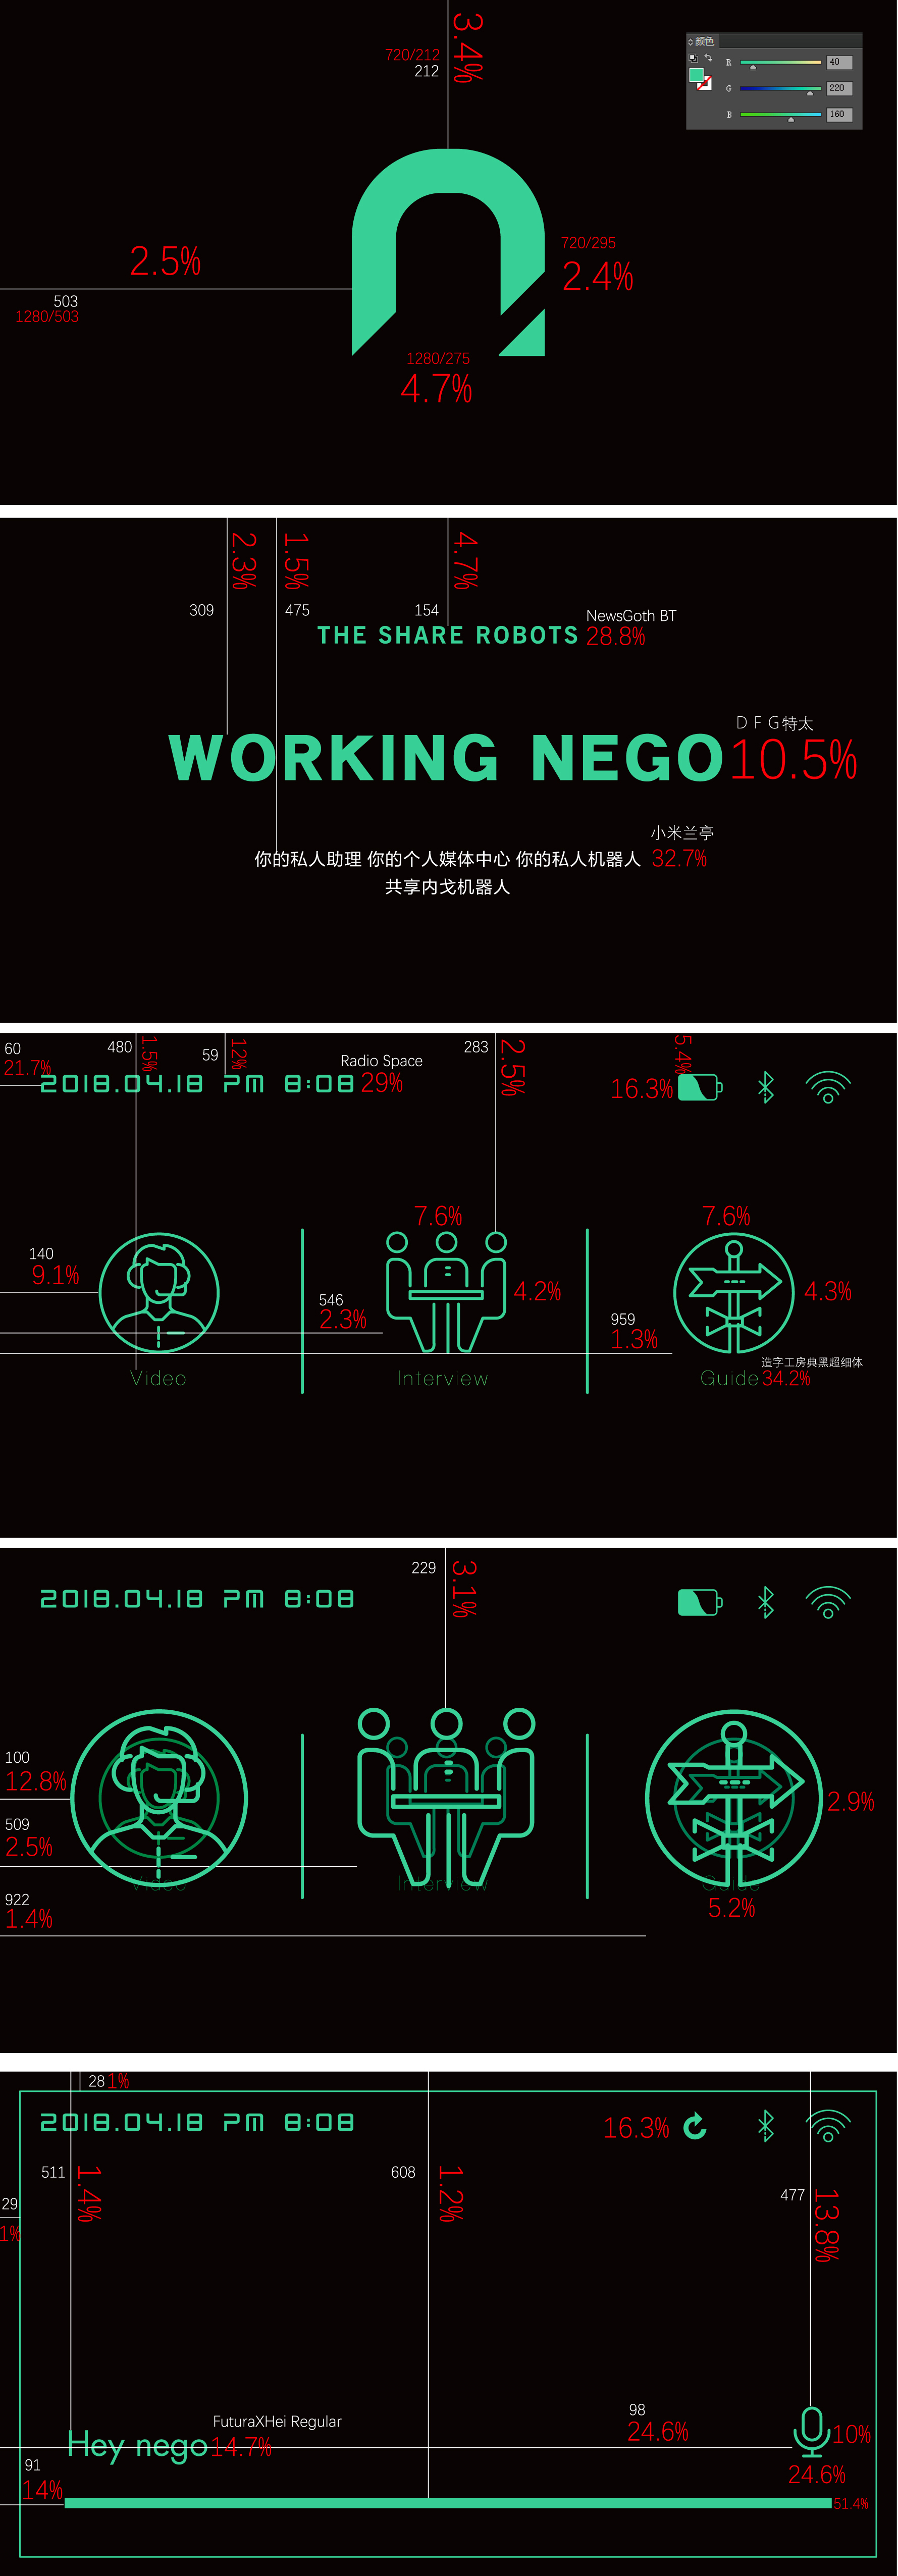 3.4%
720/212
212
颜色
R 40
G 220
B 160
2.5%
503
1280/503
720/295
2.4%
1280/275
4.7%
2.3%
1.5%
4.7%
309
475
154
NewsGoth BT
THE SHARE ROBOTS 28.8%
DFG特太
WORKING NEGO 10.5%
小米兰亭
你的私人助理 你的个人媒体中心 你的私人机器人 32.7%
共享内戈机器人
60
480
1.5%
59
12%
283
2.5%
5.4%
21.7%
Radio Space
2018.04.18 PM 8:08 29%
16.3%
7.6%
7.6%
140
9.1%
546
2.3%
4.2%
959
1.3%
4.3%
造字工房典黑超细体
Video
Interview
Guide 34.2%
229
3.1%
2018.04.18 PM 8:08
100
12.8%
509
2.5%
2.9%
Video
Interview
Guide
922
1.4%
5.2%
28 1%
2018.04.18 PM 8:08
16.3%
511
1.4%
608
1.2%
477
13.8%
29
1%
98
24.6%
FuturaXHei Regular
Hey nego 14.7%
10%
91
14%
24.6%
51.4%